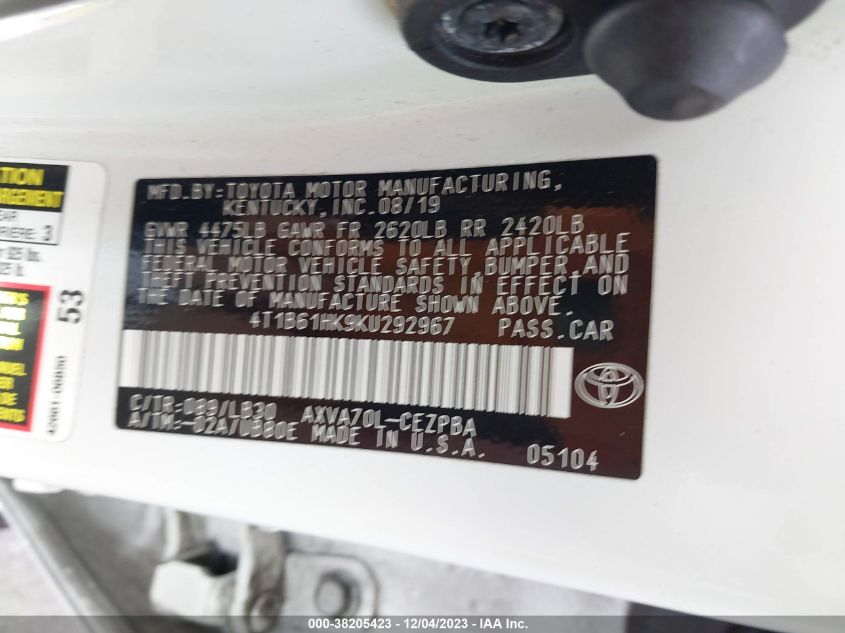 MFD.BY:TOYOTA MOTOR MANUFACTURING,
KENTUCKY, INC.08/19
GVWR 4475LB GAWR FR 2620LB RR 2420LB
THIS VEHICLE CONFORMS TO ALL APPLICABLE
FEDERAL MOTOR VEHICLE SAFETY, BUMPER, AND
THEFT PREVENTION STANDARDS IN EFFECT ON
THE DATE OF MANUFACTURE SHOWN ABOVE.
4T1B61HK9KU292967 PASS.CAR
C/TR:089/LB30 AXVA70L-CEZPBA
A/TM:-02A/UB80E MADE IN U.S.A.
05104
53
000-38205423 - 12/04/2023 - IAA Inc.